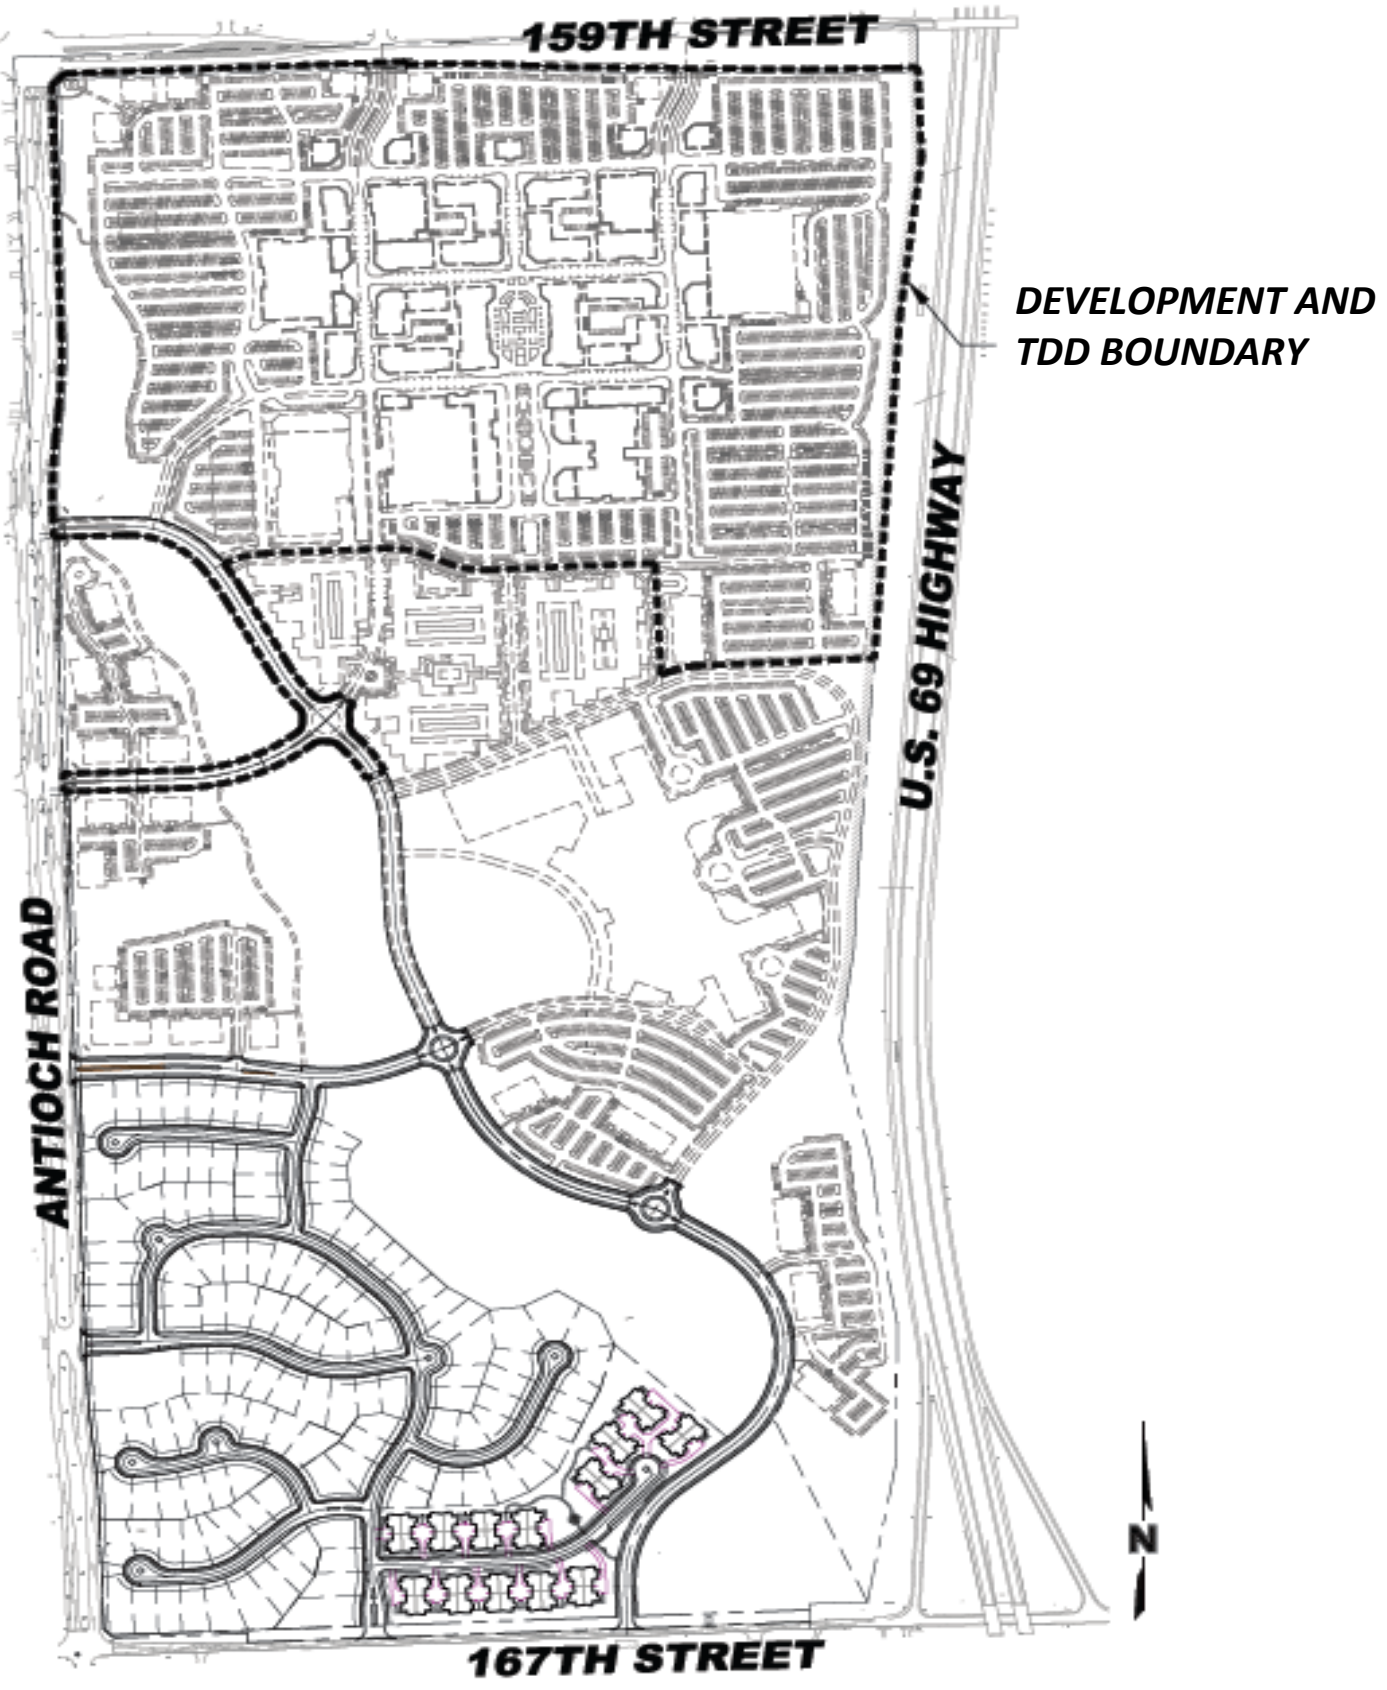 159TH STREET
DEVELOPMENT AND
TDD BOUNDARY
U.S. 69 HIGHWAY
ANTIOCH ROAD
N
167TH STREET